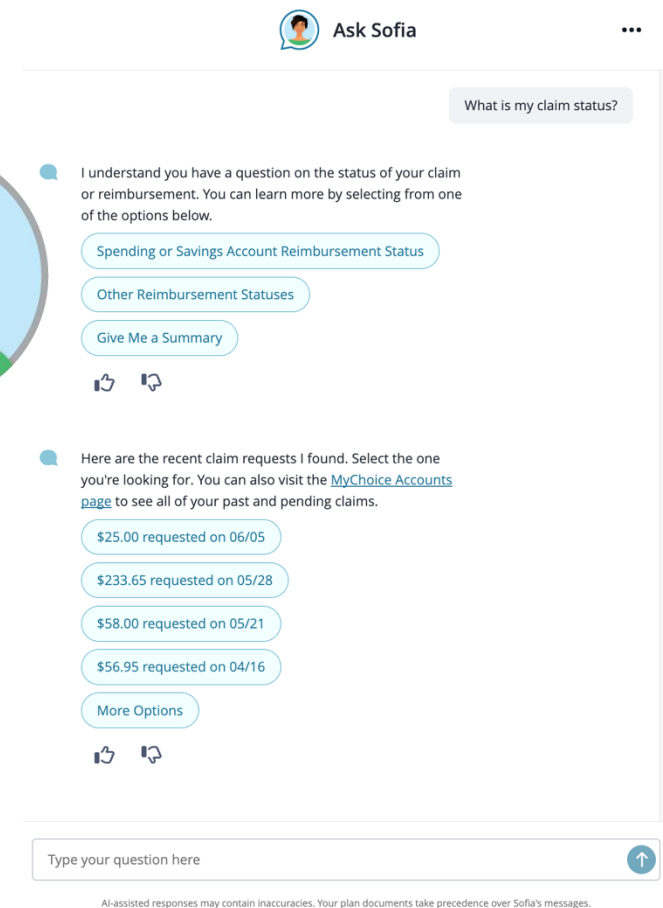 Ask Sofia
What is my claim status?
I understand you have a question on the status of your claim
or reimbursement. You can learn more by selecting from one
of the options below.
Spending or Savings Account Reimbursement Status
Other Reimbursement Statuses
Give Me a Summary
Here are the recent claim requests I found. Select the one
you're looking for. You can also visit the MyChoice Accounts
page to see all of your past and pending claims.
$25.00 requested on 06/05
$233.65 requested on 05/28
$58.00 requested on 05/21
$56.95 requested on 04/16
More Options
Type your question here
AI-assisted responses may contain inaccuracies. Your plan documents take precedence over Sofia's messages.